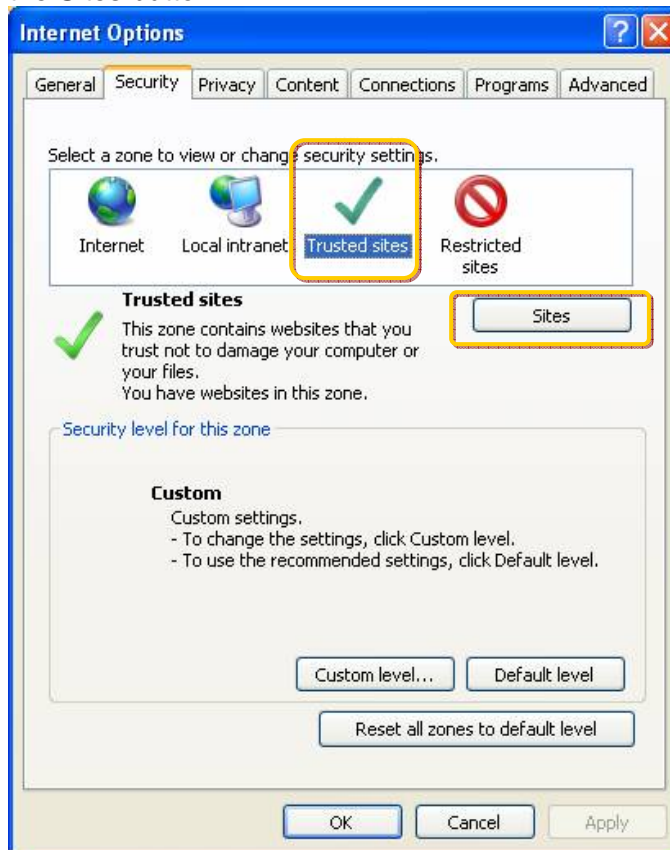 Internet Options
General Security Privacy Content Connections Programs Advanced
Select a zone to view or change security settings.
Internet Local intranet Trusted sites Restricted
sites
Trusted sites
Sites
This zone contains websites that you
trust not to damage your computer or
your files.
You have websites in this zone.
Security level for this zone
Custom
Custom settings.
- To change the settings, click Custom level.
- To use the recommended settings, click Default level.
Custom level... Default level
Reset all zones to default level
OK Cancel Apply